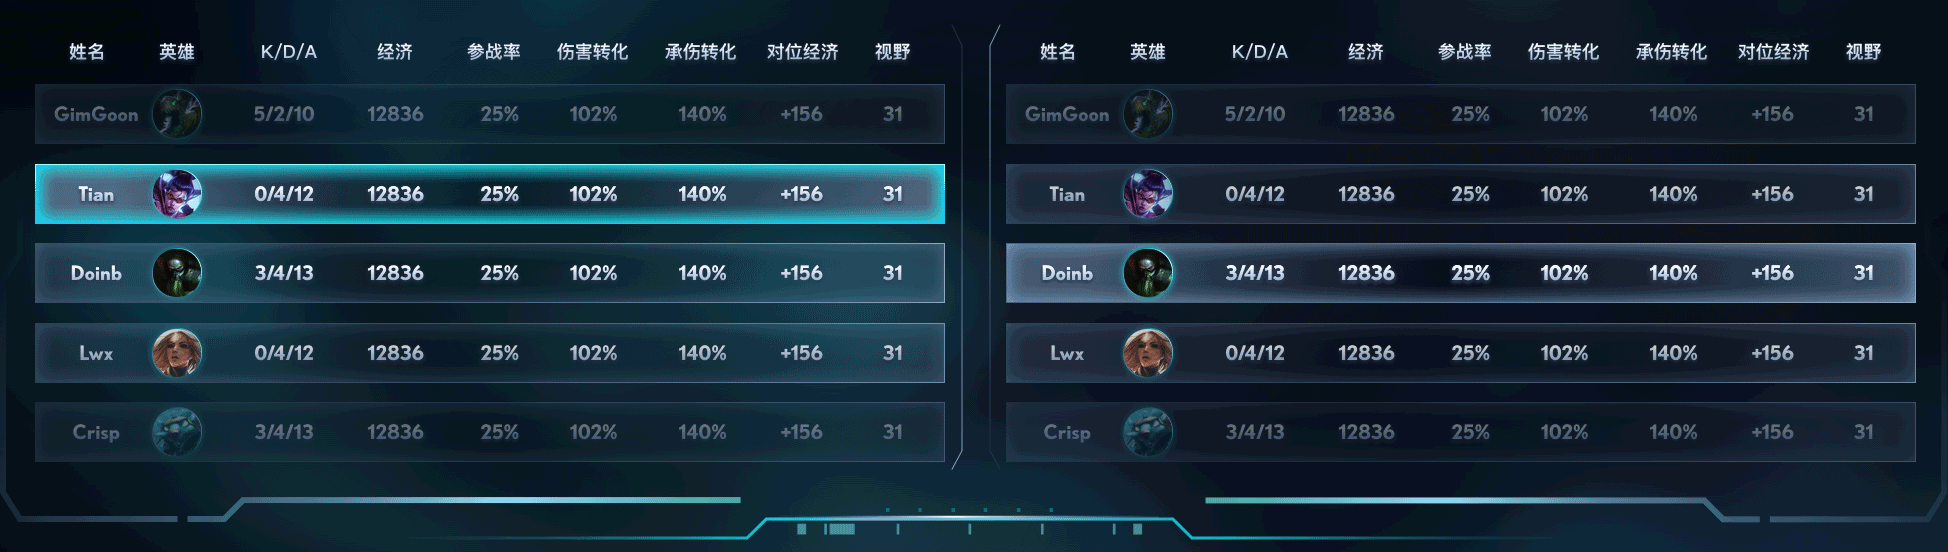 姓名 英雄 K/D/A 经济 参战率 伤害转化 承伤转化 对位经济 视野
GimGoon 5/2/10 12836 25% 102% 140% +156 31
Tian 0/4/12 12836 25% 102% 140% +156 31
Doinb 3/4/13 12836 25% 102% 140% +156 31
Lwx 0/4/12 12836 25% 102% 140% +156 31
Crisp 3/4/13 12836 25% 102% 140% +156 31
姓名 英雄 K/D/A 经济 参战率 伤害转化 承伤转化 对位经济 视野
GimGoon 5/2/10 12836 25% 102% 140% +156 31
Tian 0/4/12 12836 25% 102% 140% +156 31
Doinb 3/4/13 12836 25% 102% 140% +156 31
Lwx 0/4/12 12836 25% 102% 140% +156 31
Crisp 3/4/13 12836 25% 102% 140% +156 31